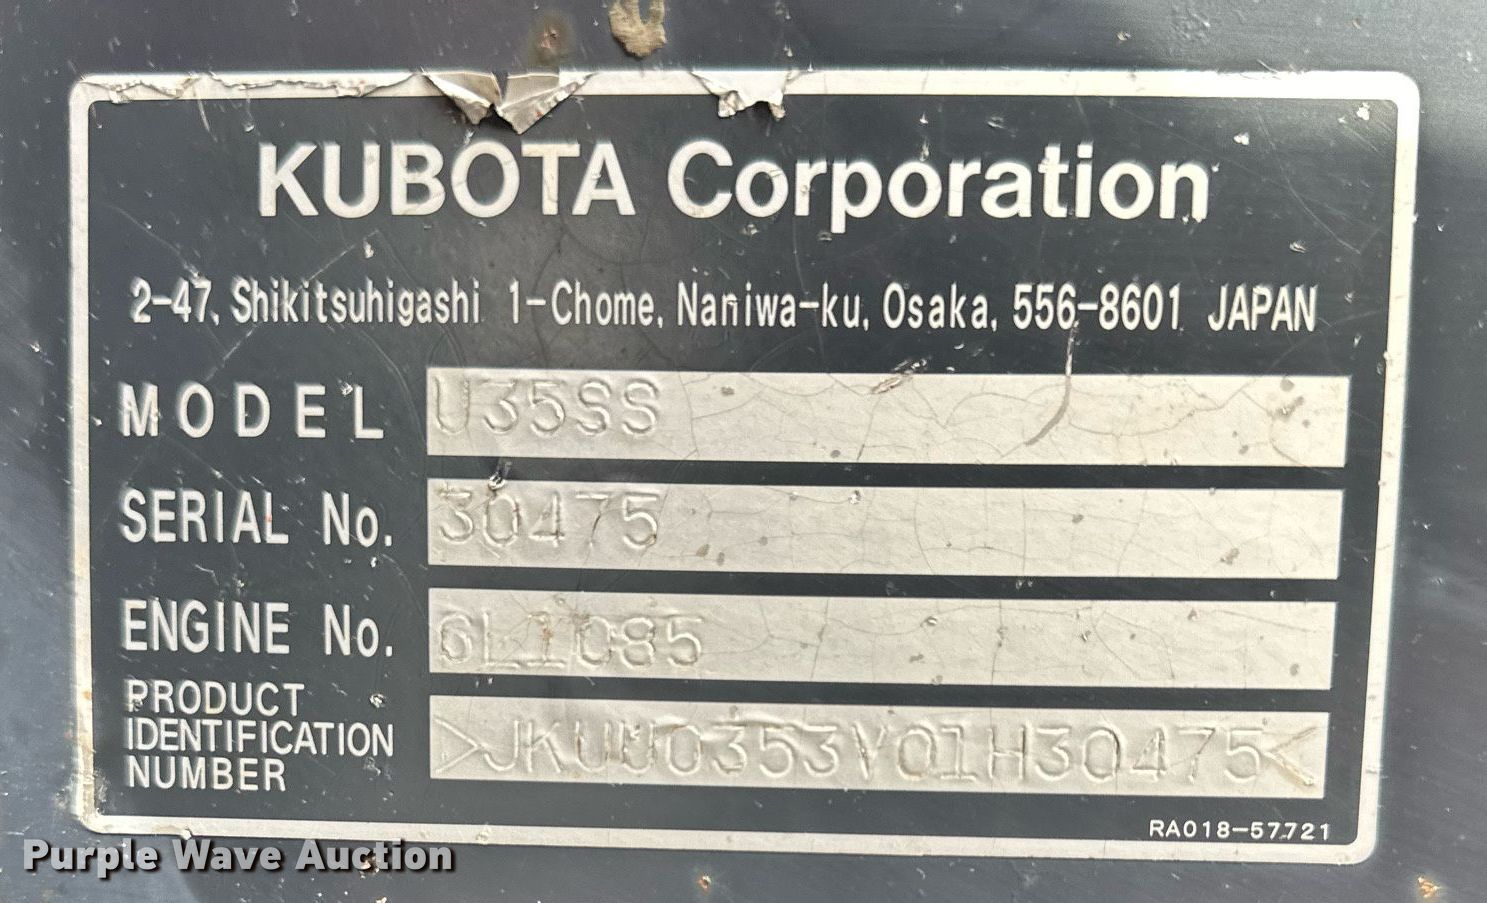 KUBOTA Corporation
2-47, Shikitsuhigashi 1-Chome, Naniwa-ku, Osaka, 556-8601 JAPAN
MODEL U35SS
SERIAL No. 30475
ENGINE No. 6L1085
PRODUCT
IDENTIFICATION
NUMBER
>JKUU0353V01H30475<
RA018-57721
Purple Wave Auction